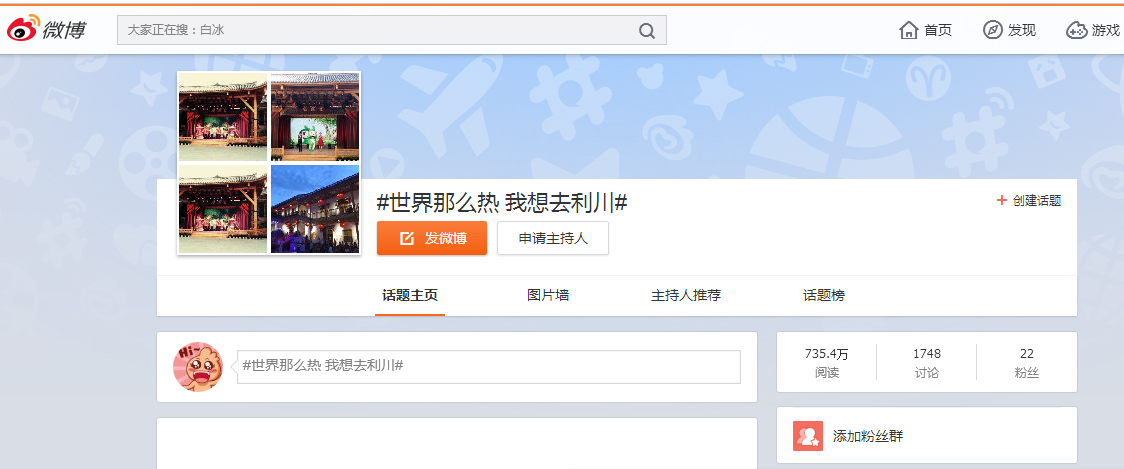 微博
大家正在搜：白冰
首页
发现
游戏
#世界那么热 我想去利川#
创建话题
发微博
申请主持人
话题主页
图片墙
主持人推荐
话题榜
Hi~
#世界那么热 我想去利川#
735.4万
阅读
1748
讨论
22
粉丝
添加粉丝群